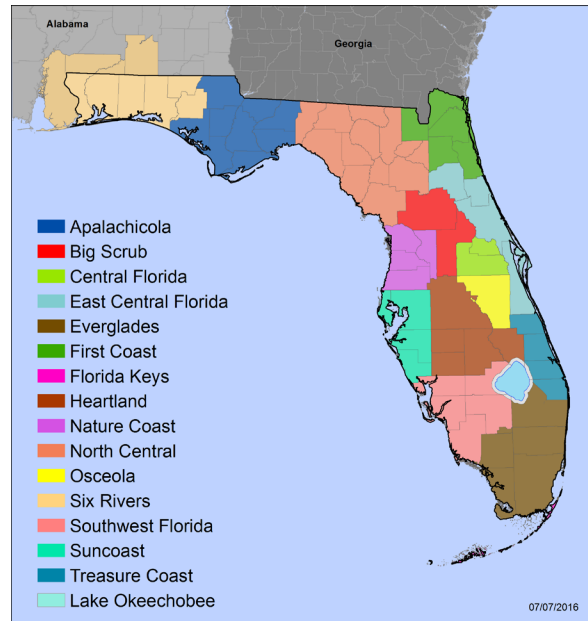 Alabama
Georgia
Apalachicola
Big Scrub
Central Florida
East Central Florida
Everglades
First Coast
Florida Keys
Heartland
Nature Coast
North Central
Osceola
Six Rivers
Southwest Florida
Suncoast
Treasure Coast
Lake Okeechobee
07/07/2016